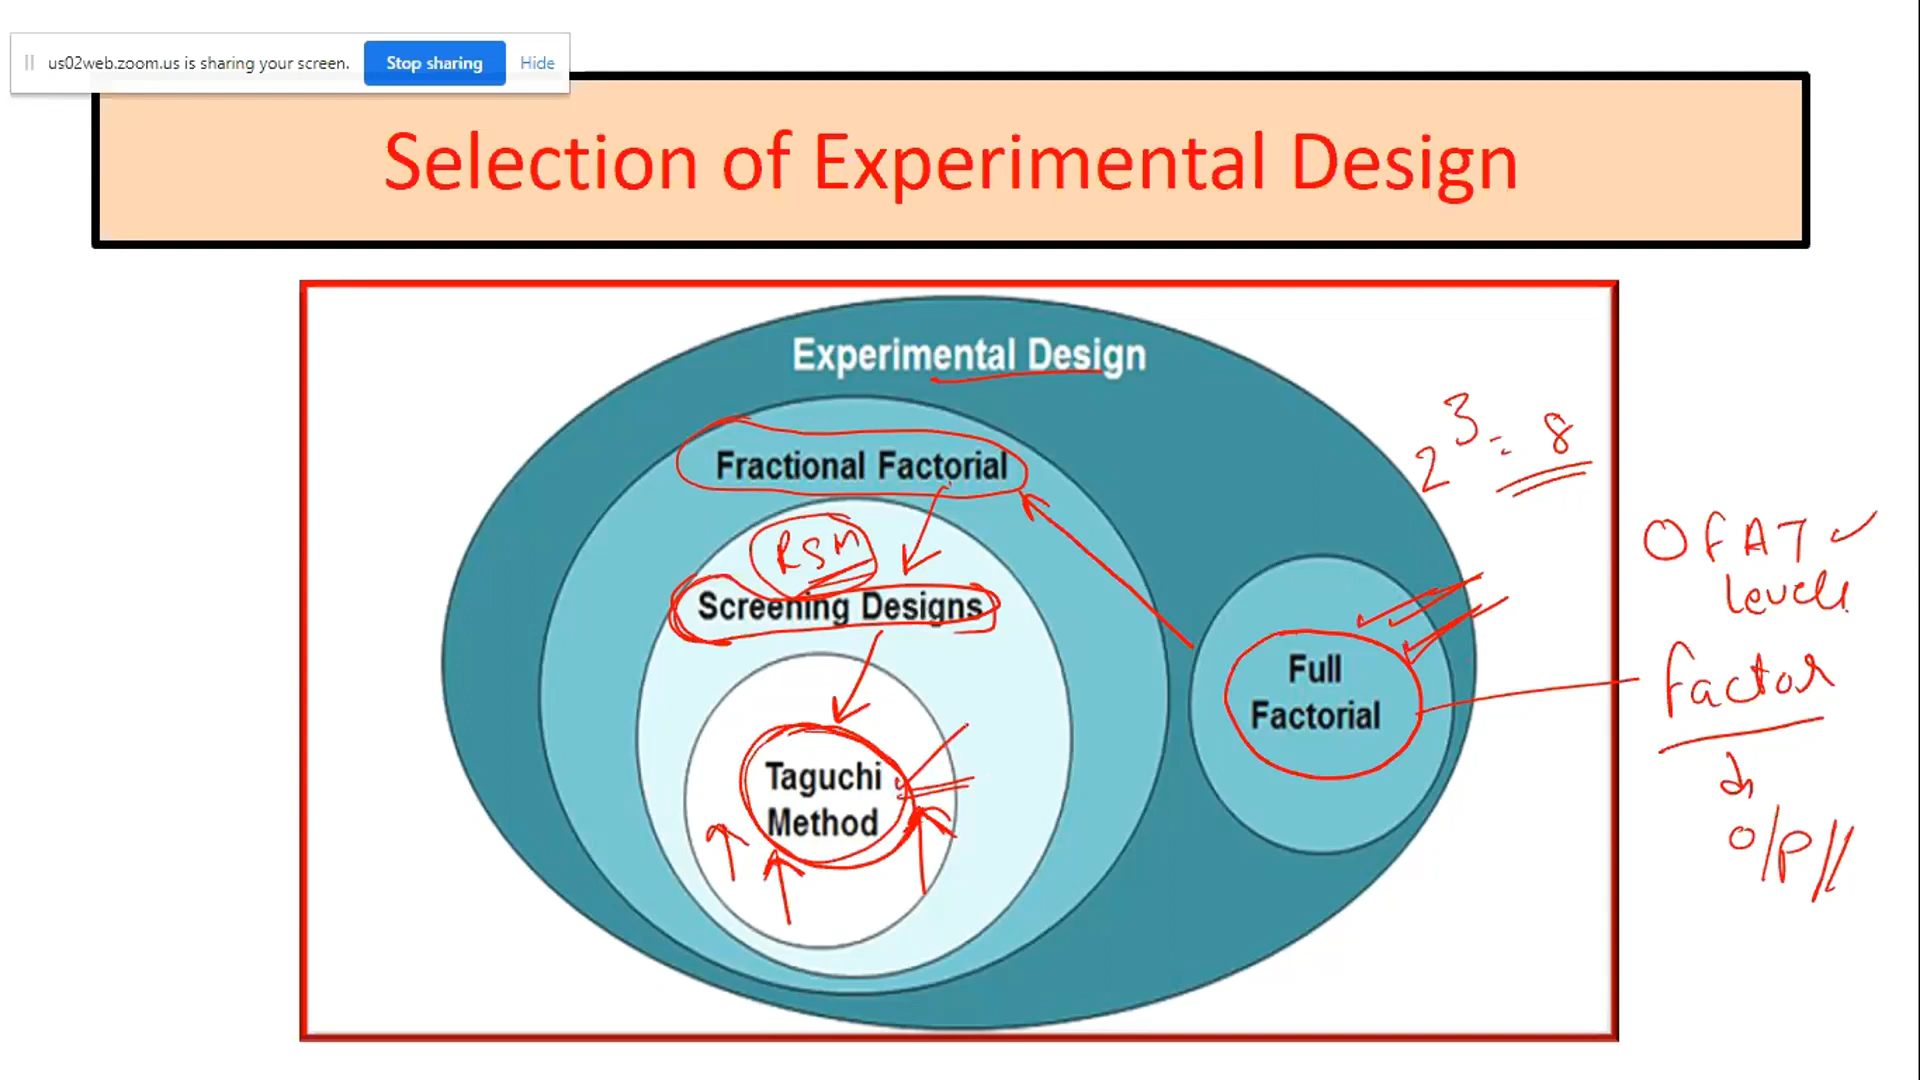 us02web.zoom.us is sharing your screen. Stop sharing Hide
Selection of Experimental Design
Experimental Design
2³ = 8
Fractional Factorial
OFAT
levels
RSM
Screening Designs
Full
Factorial
factor
Taguchi
Method
O/P